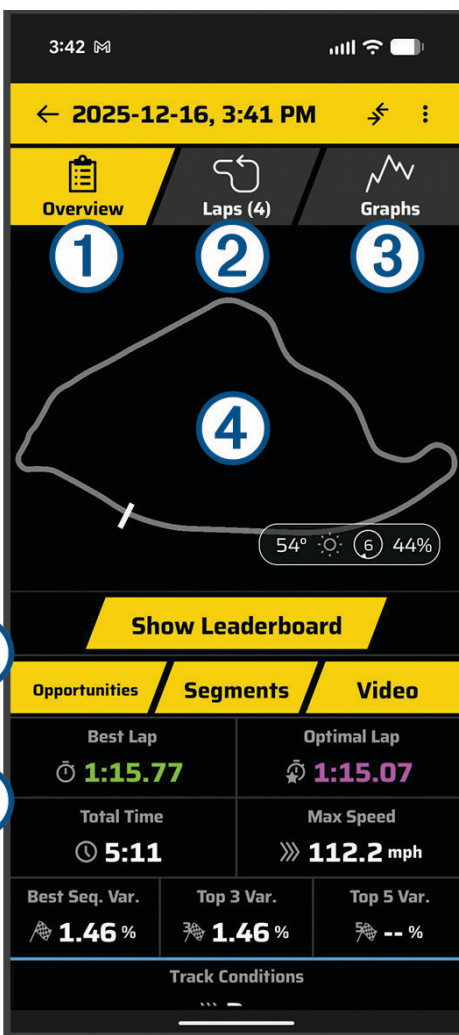 3:42
2025-12-16, 3:41 PM
Overview Laps (4) Graphs
1 2 3
4
54° 6 44%
Show Leaderboard
Opportunities Segments Video
Best Lap Optimal Lap
1:15.77 1:15.07
Total Time Max Speed
5:11 112.2 mph
Best Seq. Var. Top 3 Var. Top 5 Var.
1.46 % 3 1.46 % 5 -- %
Track Conditions